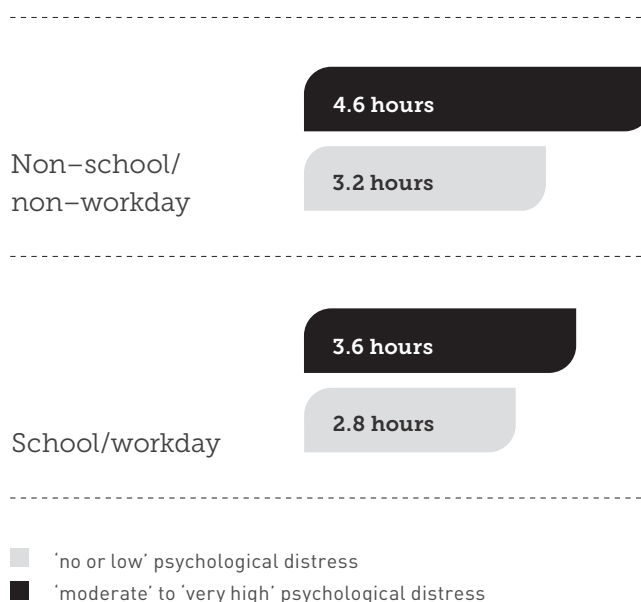 4.6 hours
Non–school/
non–workday
3.2 hours
3.6 hours
2.8 hours
School/workday
‘no or low’ psychological distress
‘moderate’ to ‘very high’ psychological distress